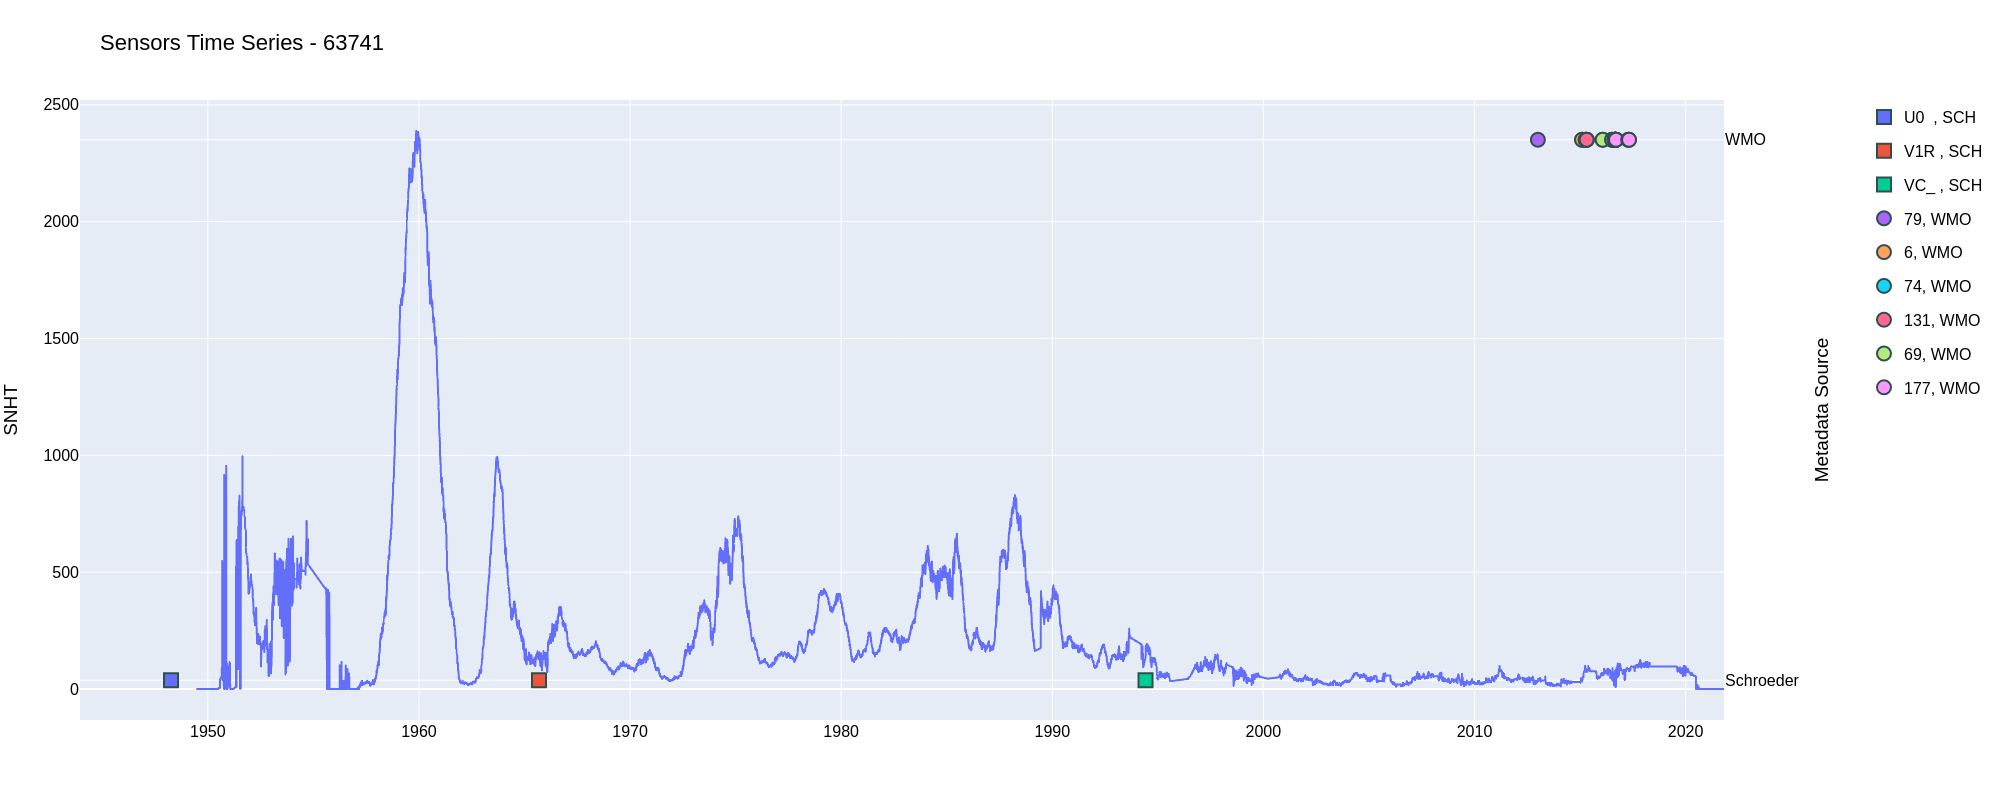 Sensors Time Series - 63741
2500
2000
1500
1000
500
0
SNHT
1950
1960
1970
1980
1990
2000
2010
2020
WMO
Schroeder
Metadata Source
U0  , SCH
V1R , SCH
VC_ , SCH
79, WMO
6, WMO
74, WMO
131, WMO
69, WMO
177, WMO